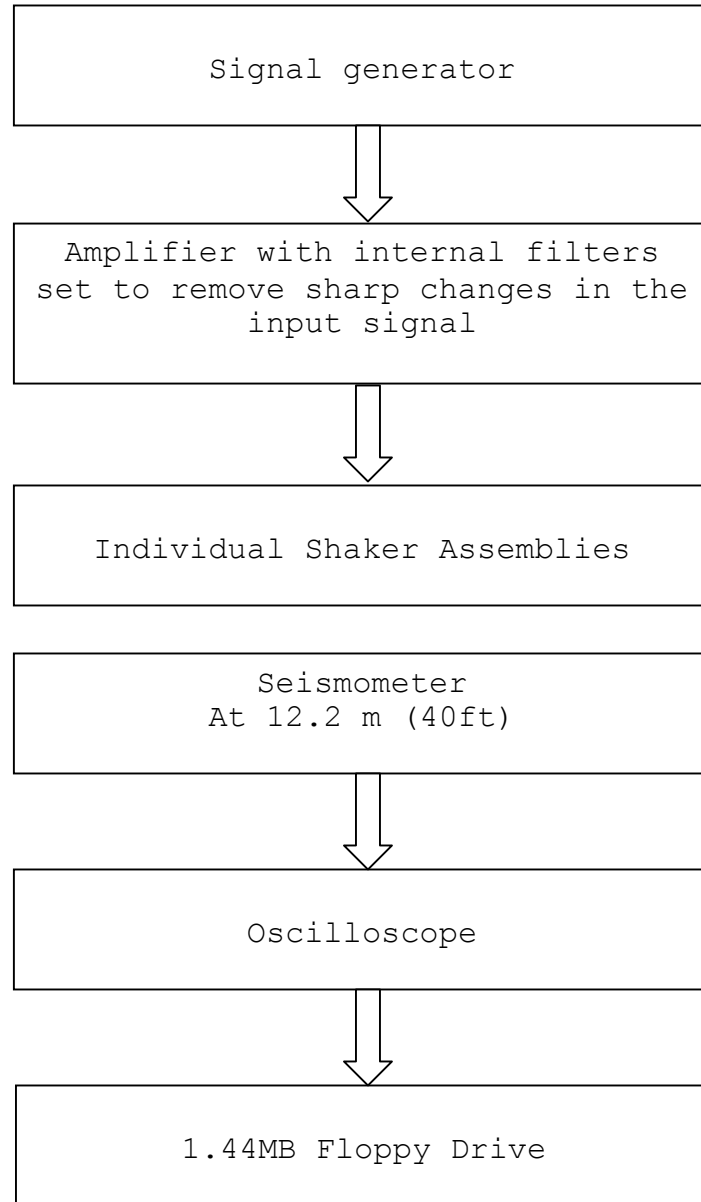 Signal generator
Amplifier with internal filters
set to remove sharp changes in the
input signal
Individual Shaker Assemblies
Seismometer
At 12.2 m (40ft)
Oscilloscope
1.44MB Floppy Drive